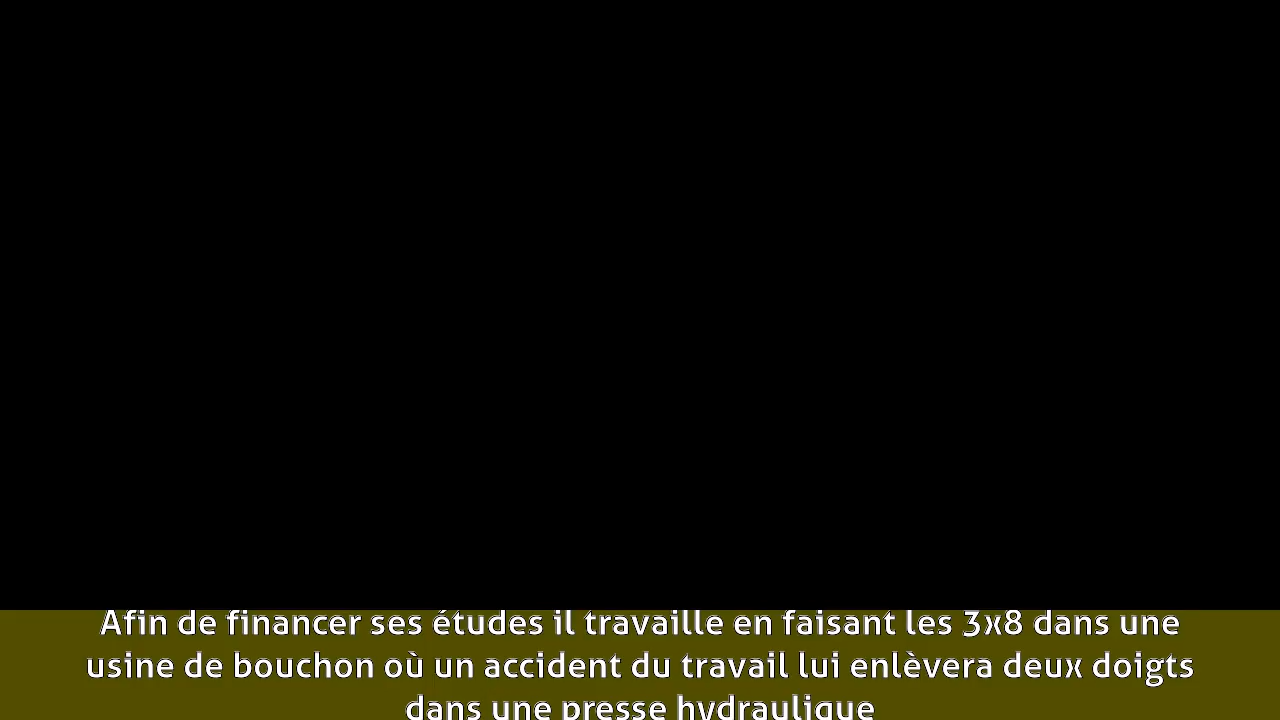 Afin de financer ses études il travaille en faisant les 3x8 dans une
usine de bouchon où un accident du travail lui enlèvera deux doigts
dans une presse hydraulique